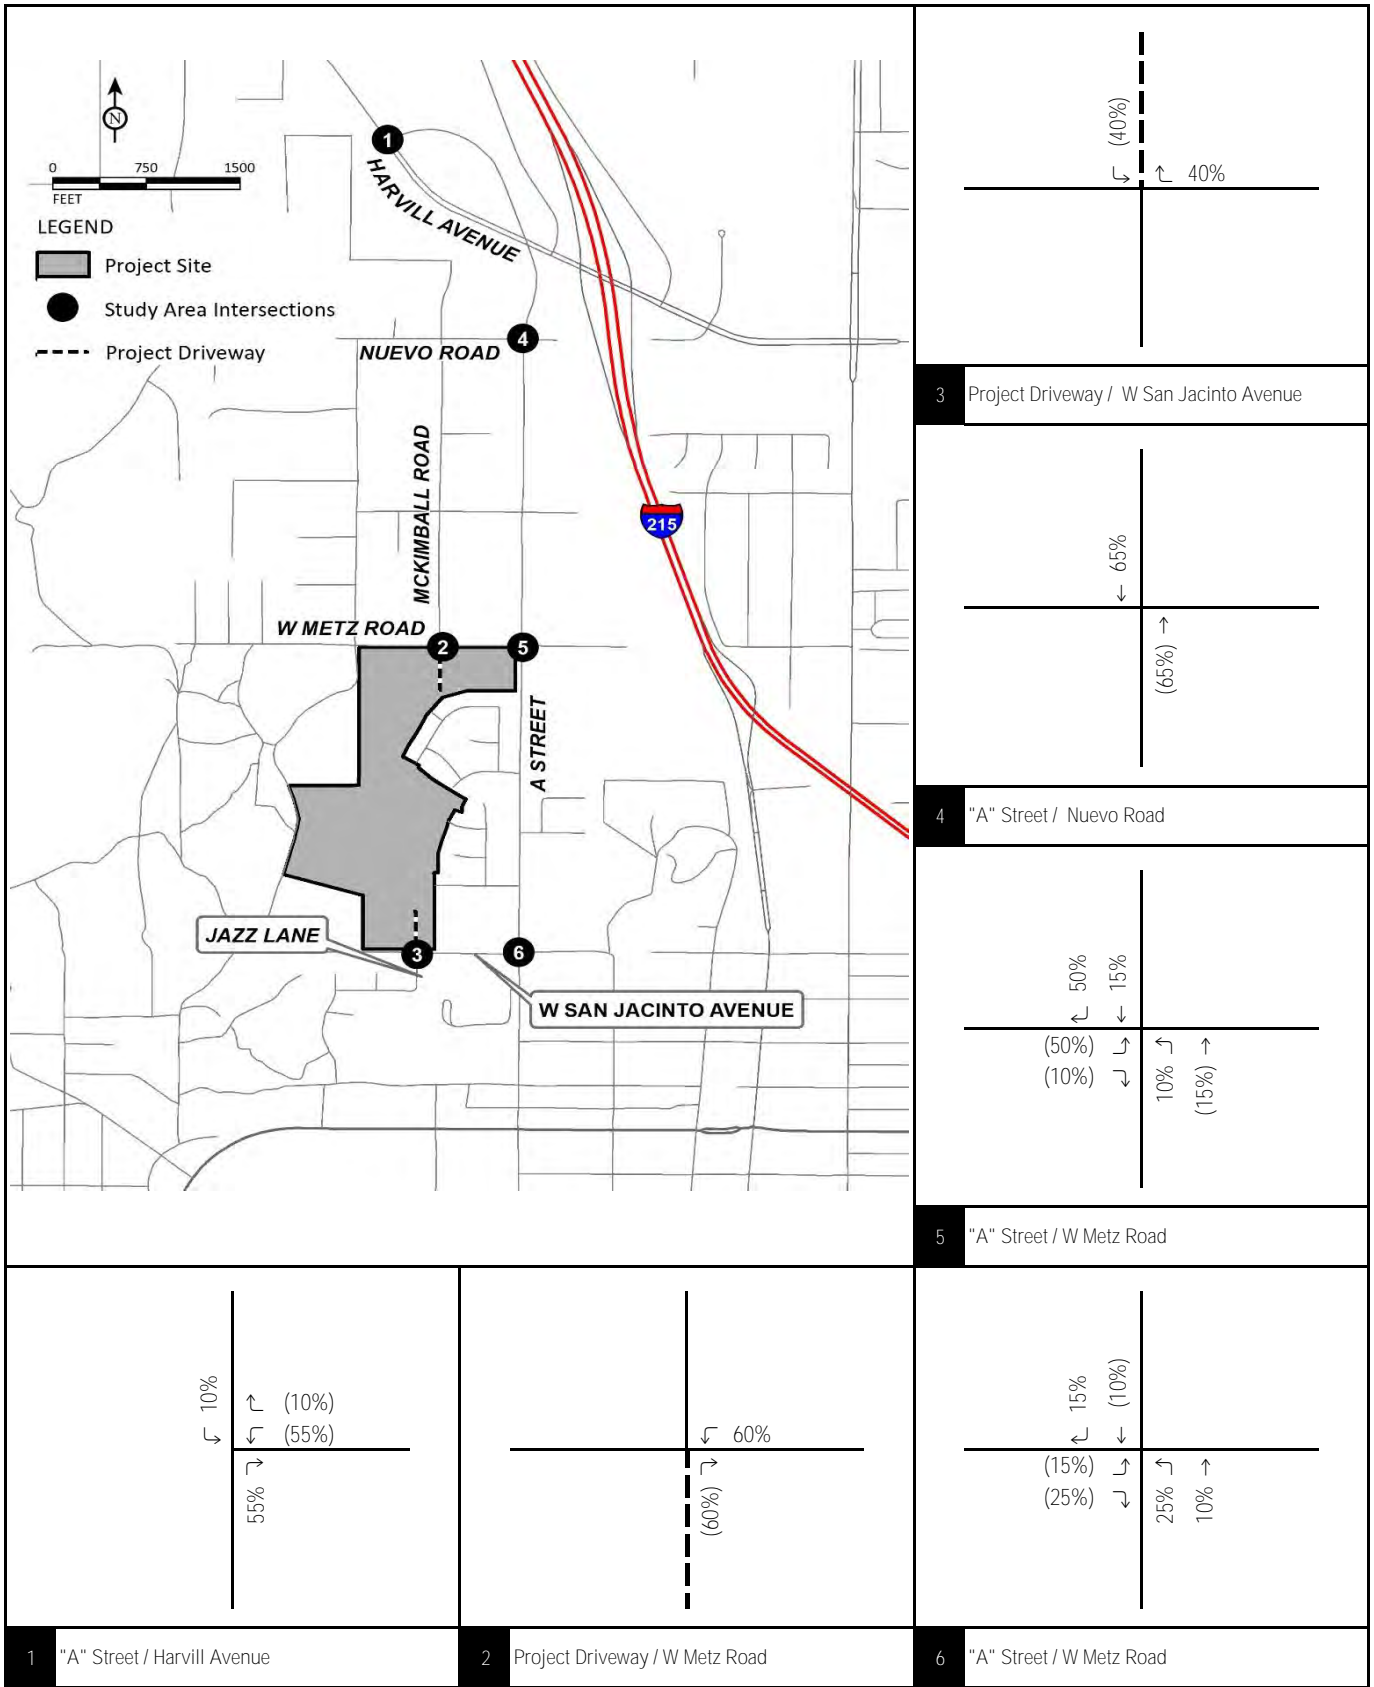 N
0 750 1500
FEET
LEGEND
Project Site
Study Area Intersections
Project Driveway
1
HARVILL AVENUE
4
NUEVO ROAD
MCKIMBALL ROAD
215
W METZ ROAD
2
5
A STREET
JAZZ LANE
3
6
W SAN JACINTO AVENUE
(40%)
40%
3 Project Driveway / W San Jacinto Avenue
65%
(65%)
4 "A" Street / Nuevo Road
50% 15%
(50%)
(10%)
10% (15%)
5 "A" Street / W Metz Road
10%
(10%)
(55%)
55%
1 "A" Street / Harvill Avenue
60%
(60%)
2 Project Driveway / W Metz Road
15% (10%)
(15%)
(25%)
25% 10%
6 "A" Street / W Metz Road